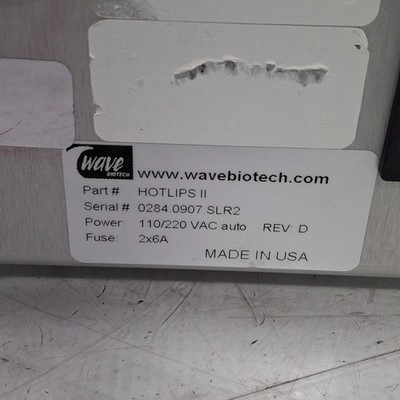 P
wave
BIOTECH
www.wavebiotech.com
Part # HOTLIPS II
Serial # 0284.0907 SLR2
Power: 110/220 VAC auto REV: D
Fuse: 2x6A
MADE IN USA